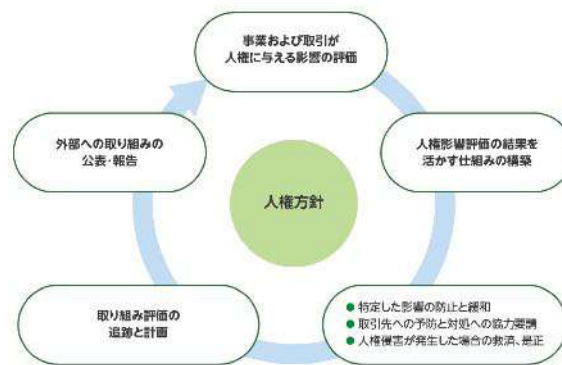 事業および取引が
人権に与える影響の評価
人権影響評価の結果を
活かす仕組みの構築
● 特定した影響の防止と緩和
● 取引先への予防と対処への協力要請
● 人権侵害が発生した場合の救済、是正
取り組み評価の
追跡と計画
外部への取り組みの
公表・報告
人権方針